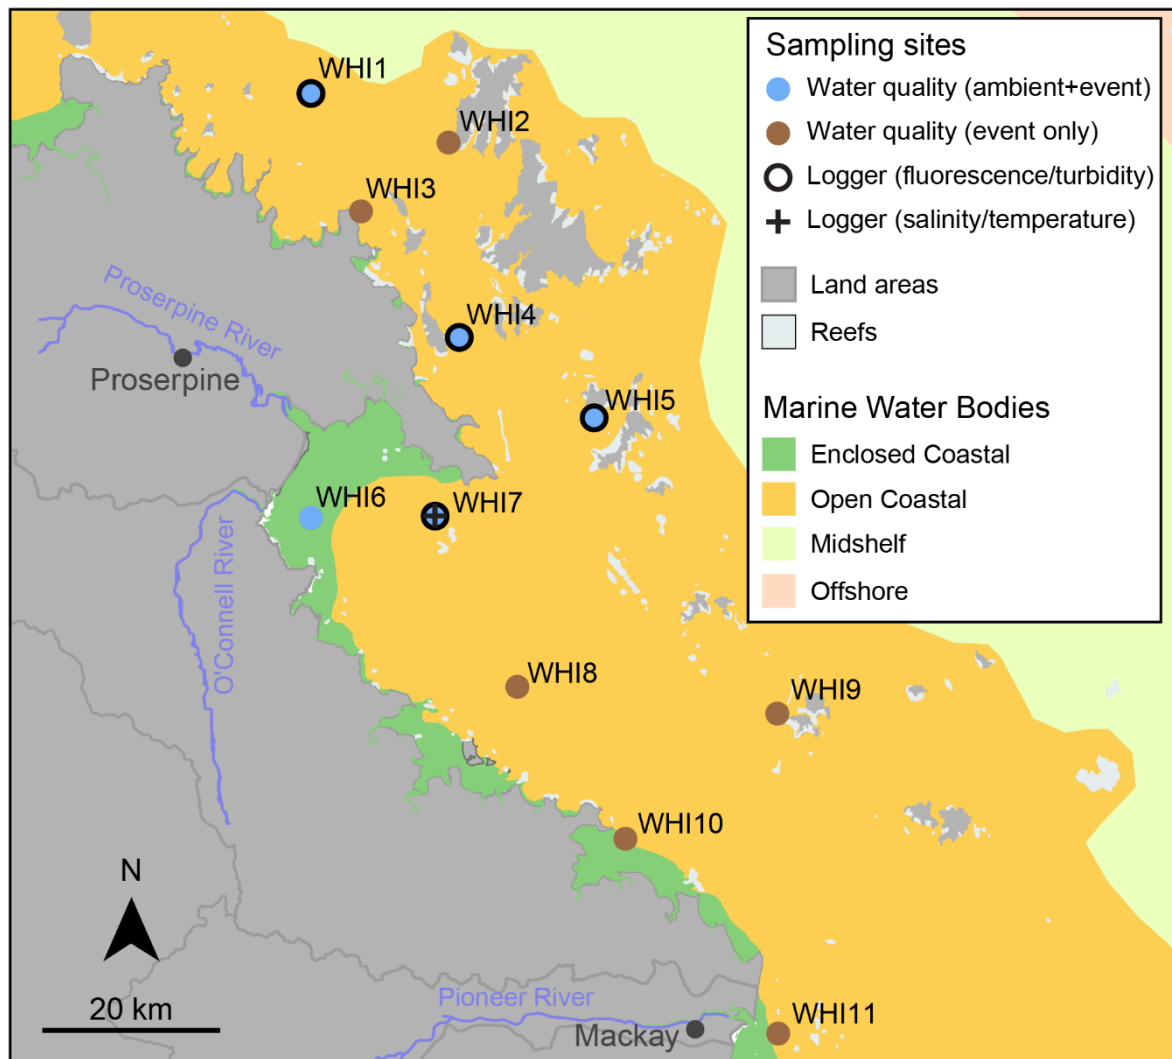 WHI1
WHI2
WHI3
Proserpine River
Proserpine
WHI4
WHI5
WHI6
WHI7
O'Connell River
WHI8
WHI9
WHI10
N
20 km
Pioneer River
Mackay
WHI11
Sampling sites
Water quality (ambient+event)
Water quality (event only)
Logger (fluorescence/turbidity)
Logger (salinity/temperature)
Land areas
Reefs
Marine Water Bodies
Enclosed Coastal
Open Coastal
Midshelf
Offshore